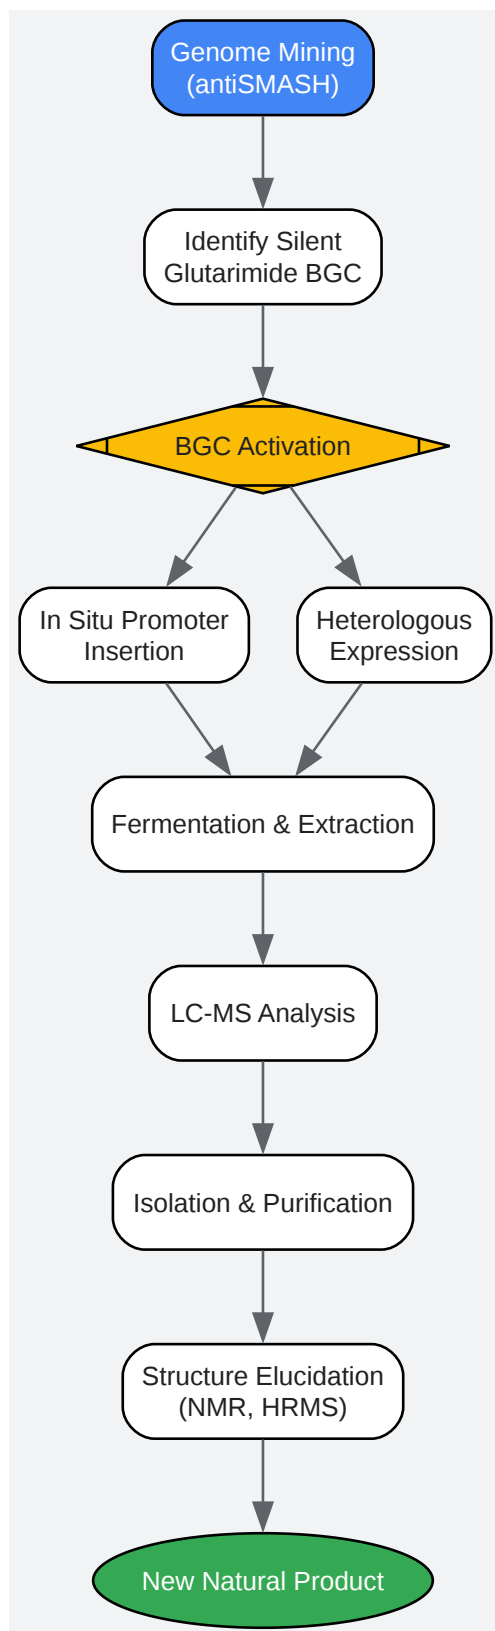 Genome Mining
(antiSMASH)
Identify Silent
Glutarimide BGC
BGC Activation
In Situ Promoter
Insertion
Heterologous
Expression
Fermentation & Extraction
LC-MS Analysis
Isolation & Purification
Structure Elucidation
(NMR, HRMS)
New Natural Product